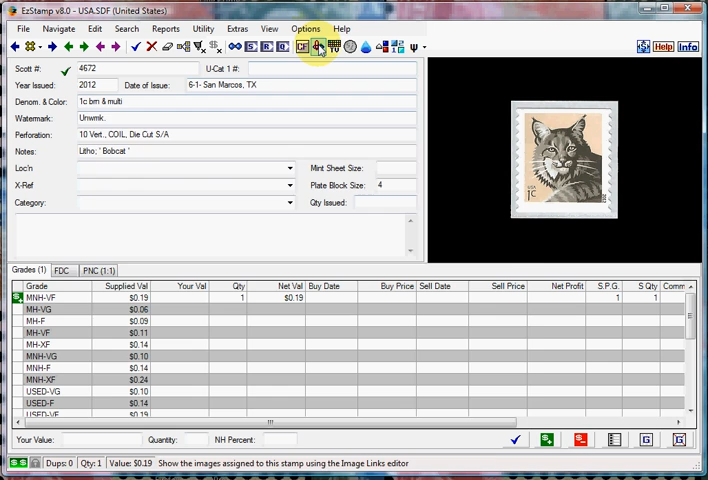 EzStamp v8.0 - USA.SDF (United States)
File Navigate Edit Search Reports Utility Extras View Options Help
S R Q CF TV Help Info
Scott #: 4672 U-Cat 1 #:
Year Issued: 2012 Date of Issue: 6-1- San Marcos, TX
Denom. & Color: 1c brn & multi
Watermark: Unwmk.
Perforation: 10 Vert., COIL, Die Cut S/A
Notes: Litho; ' Bobcat '
Loc'n Mint Sheet Size:
X-Ref Plate Block Size: 4
Category: Qty Issued:
USA
1c
Grades (1) FDC PNC (1:1)
Grade Supplied Val Your Val Qty Net Val Buy Date Buy Price Sell Date Sell Price Net Profit S.P.G. S Qty Comm
MNH-VF $0.19 1 $0.19 1 1
MH-VG $0.06
MH-F $0.09
MH-VF $0.11
MH-XF $0.14
MNH-VG $0.10
MNH-F $0.14
MNH-XF $0.24
USED-VG $0.10
USED-F $0.14
USED-VF $0.19
Your Value: Quantity: NH Percent:
Dups: 0 Qty: 1 Value: $0.19 Show the images assigned to this stamp using the Image Links editor